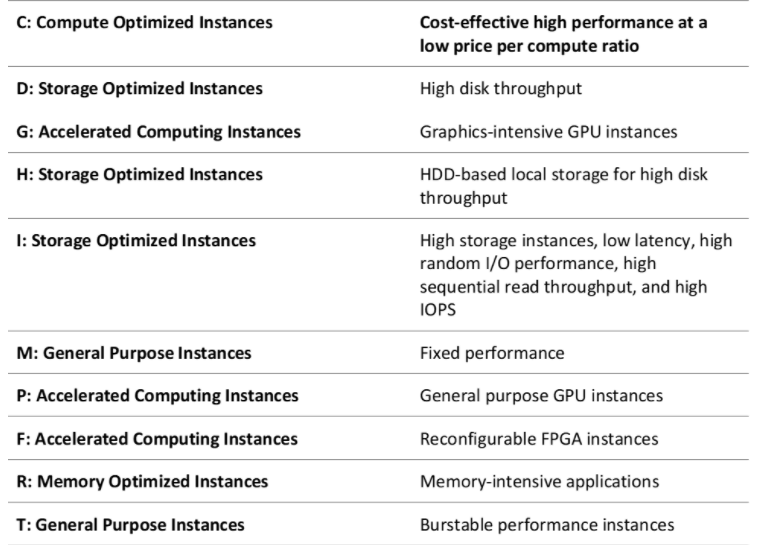 C: Compute Optimized Instances
Cost-effective high performance at a
low price per compute ratio
D: Storage Optimized Instances
High disk throughput
G: Accelerated Computing Instances
Graphics-intensive GPU instances
H: Storage Optimized Instances
HDD-based local storage for high disk
throughput
I: Storage Optimized Instances
High storage instances, low latency, high
random I/O performance, high
sequential read throughput, and high
IOPS
M: General Purpose Instances
Fixed performance
P: Accelerated Computing Instances
General purpose GPU instances
F: Accelerated Computing Instances
Reconfigurable FPGA instances
R: Memory Optimized Instances
Memory-intensive applications
T: General Purpose Instances
Burstable performance instances